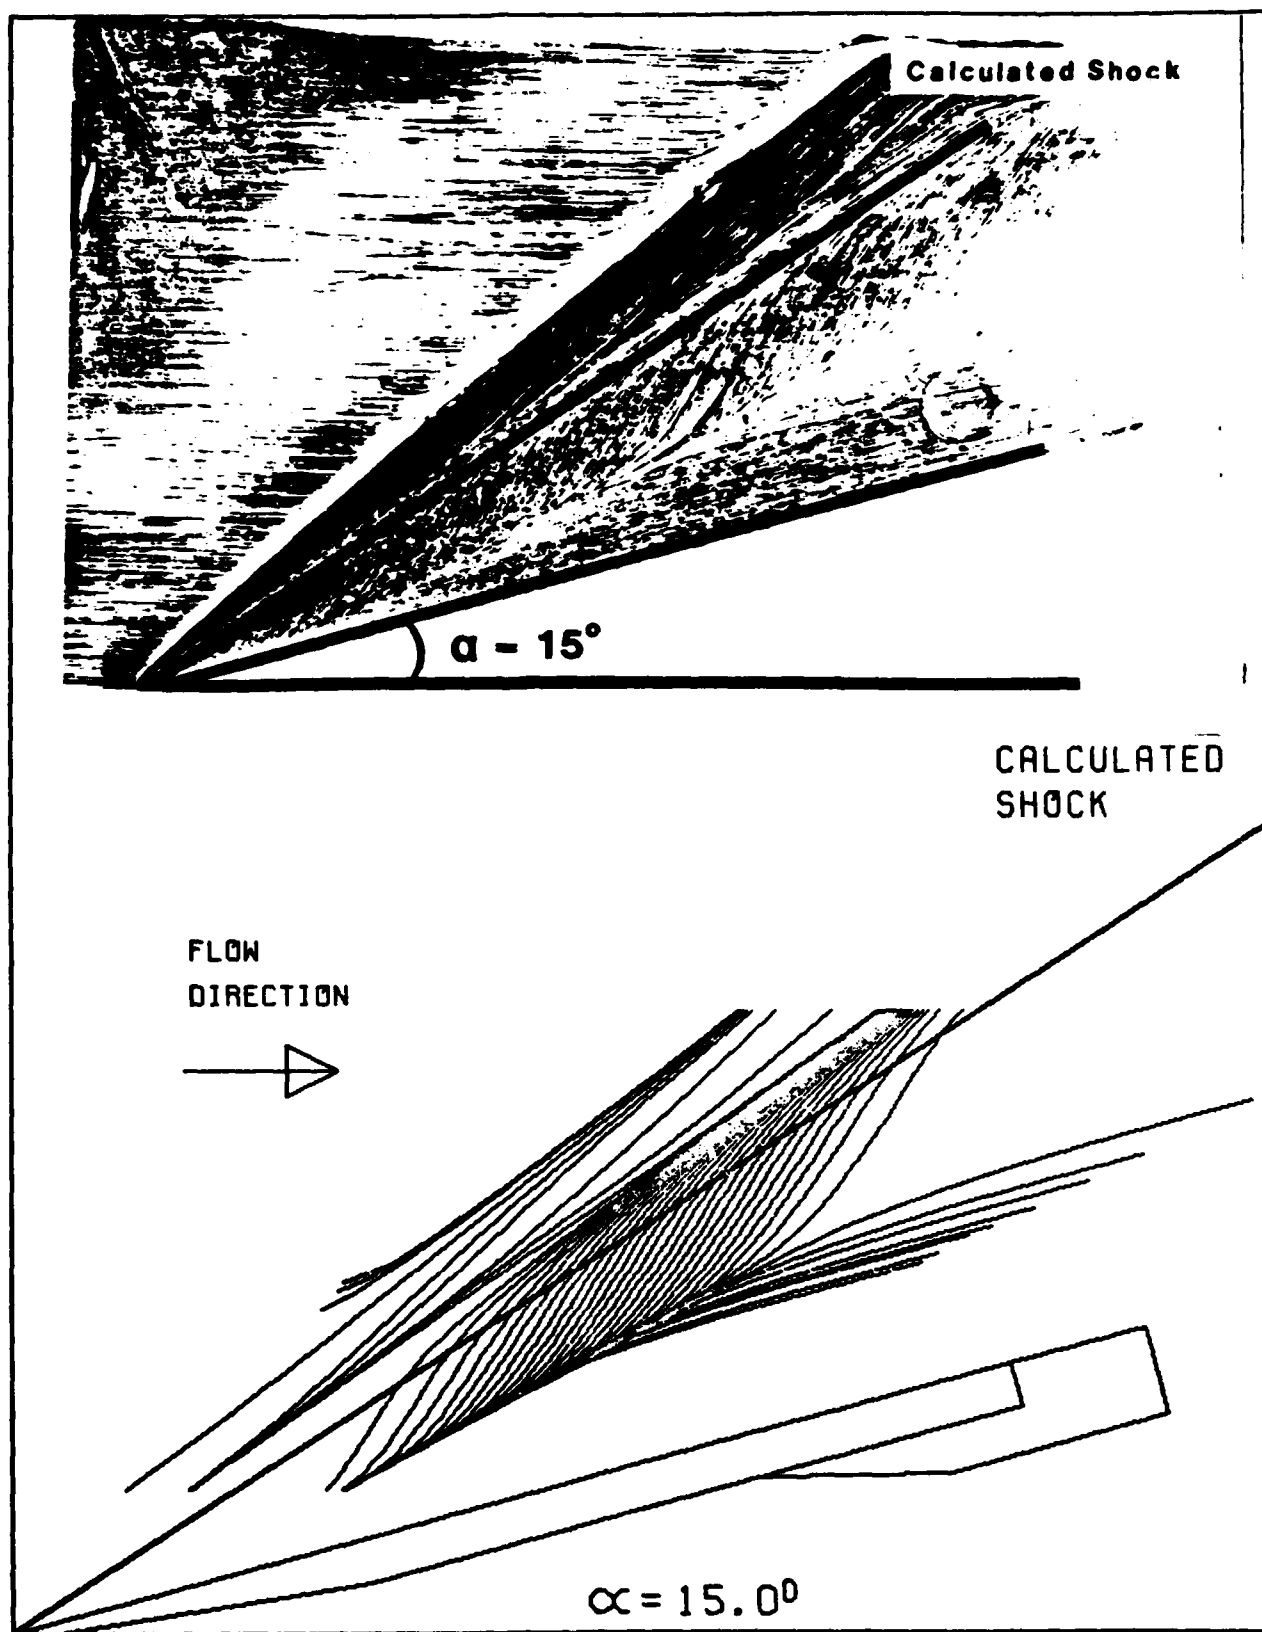 Calculated Shock
α = 15°
CALCULATED
SHOCK
FLOW
DIRECTION
∝ = 15.0⁰